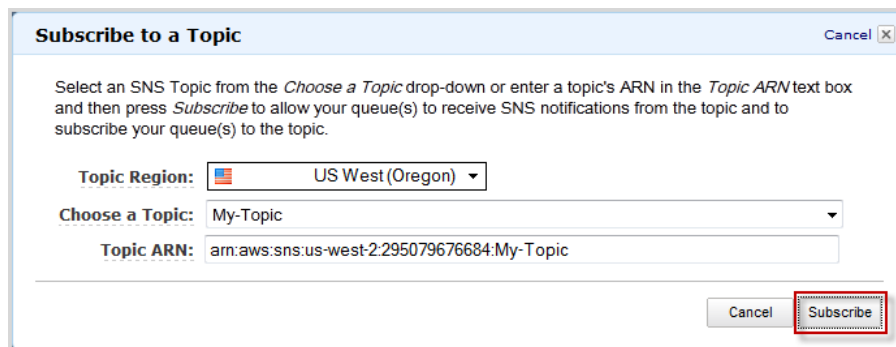 Subscribe to a Topic
Cancel
Select an SNS Topic from the Choose a Topic drop-down or enter a topic's ARN in the Topic ARN text box
and then press Subscribe to allow your queue(s) to receive SNS notifications from the topic and to
subscribe your queue(s) to the topic.
Topic Region: US West (Oregon)
Choose a Topic: My-Topic
Topic ARN: arn:aws:sns:us-west-2:295079676684:My-Topic
Cancel Subscribe